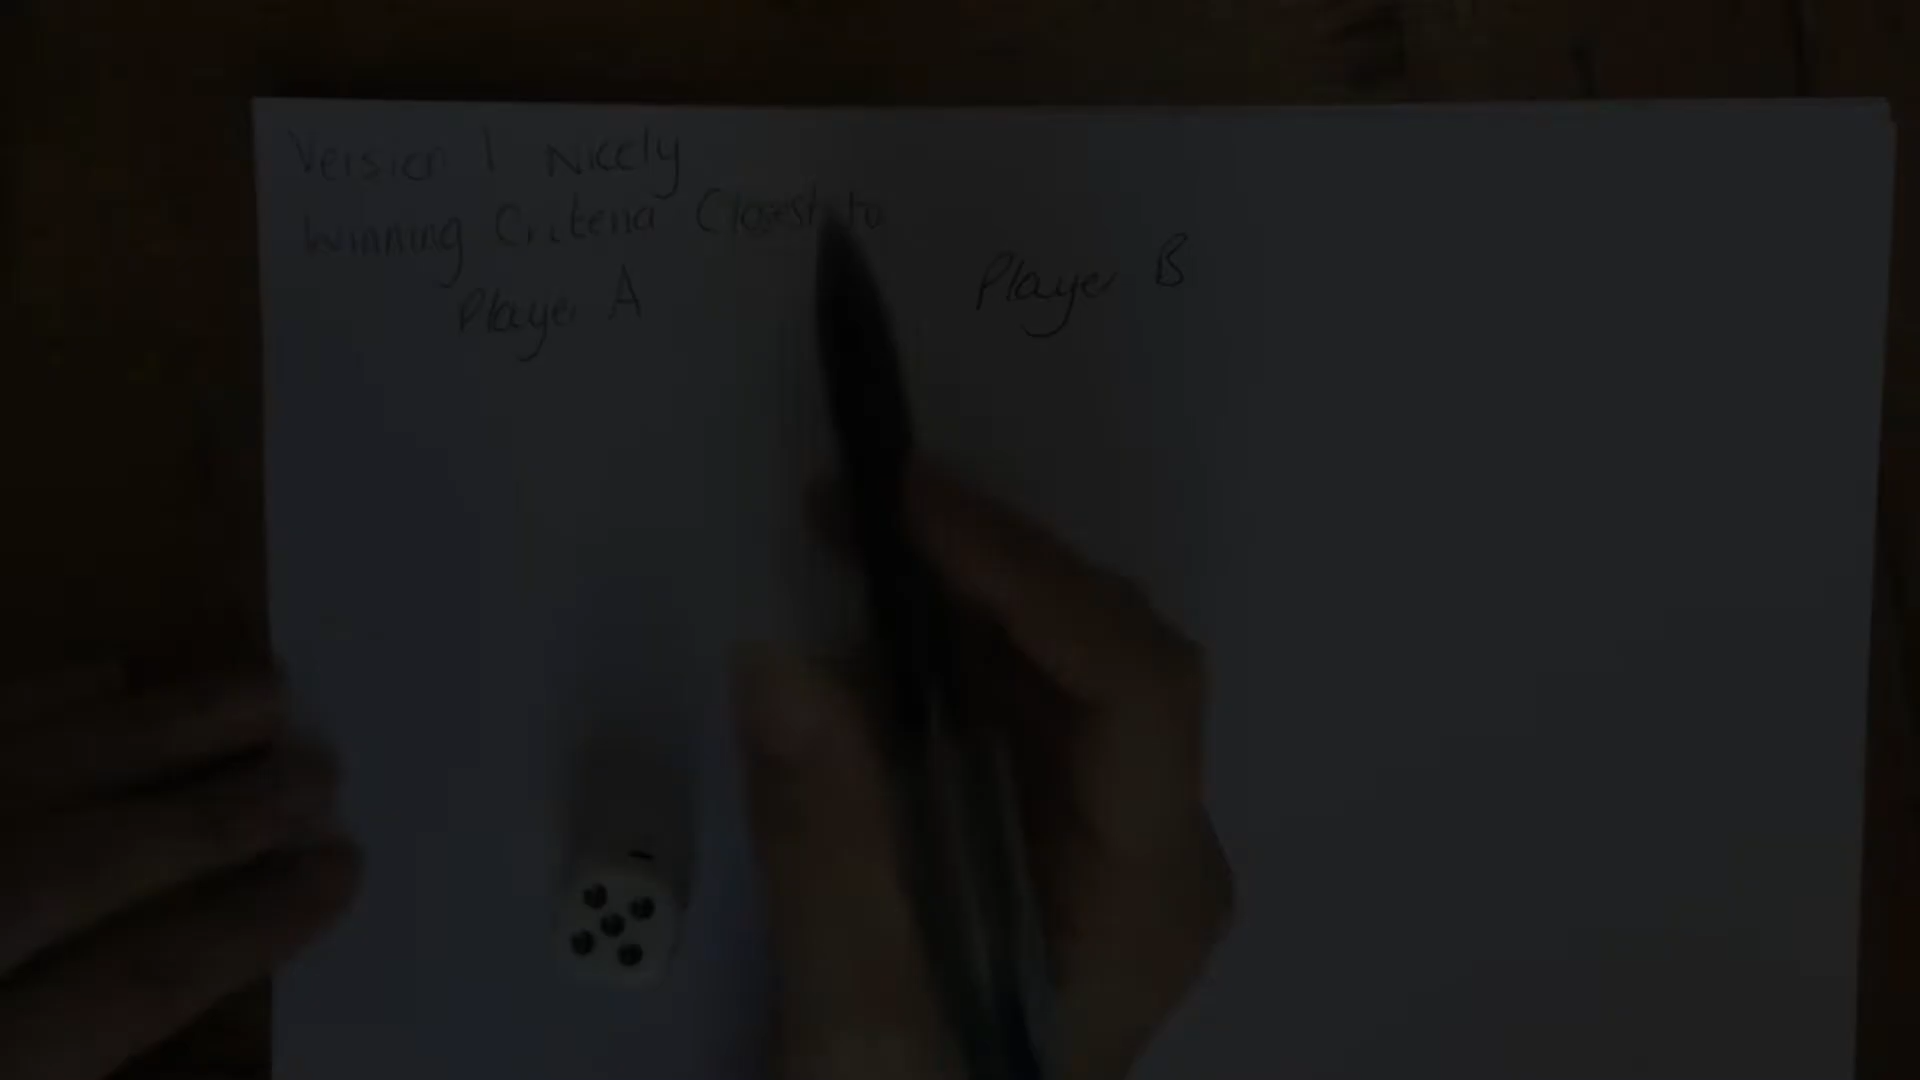 Version 1 Nicely
Winning Criteria Closest to
Player A
Player B